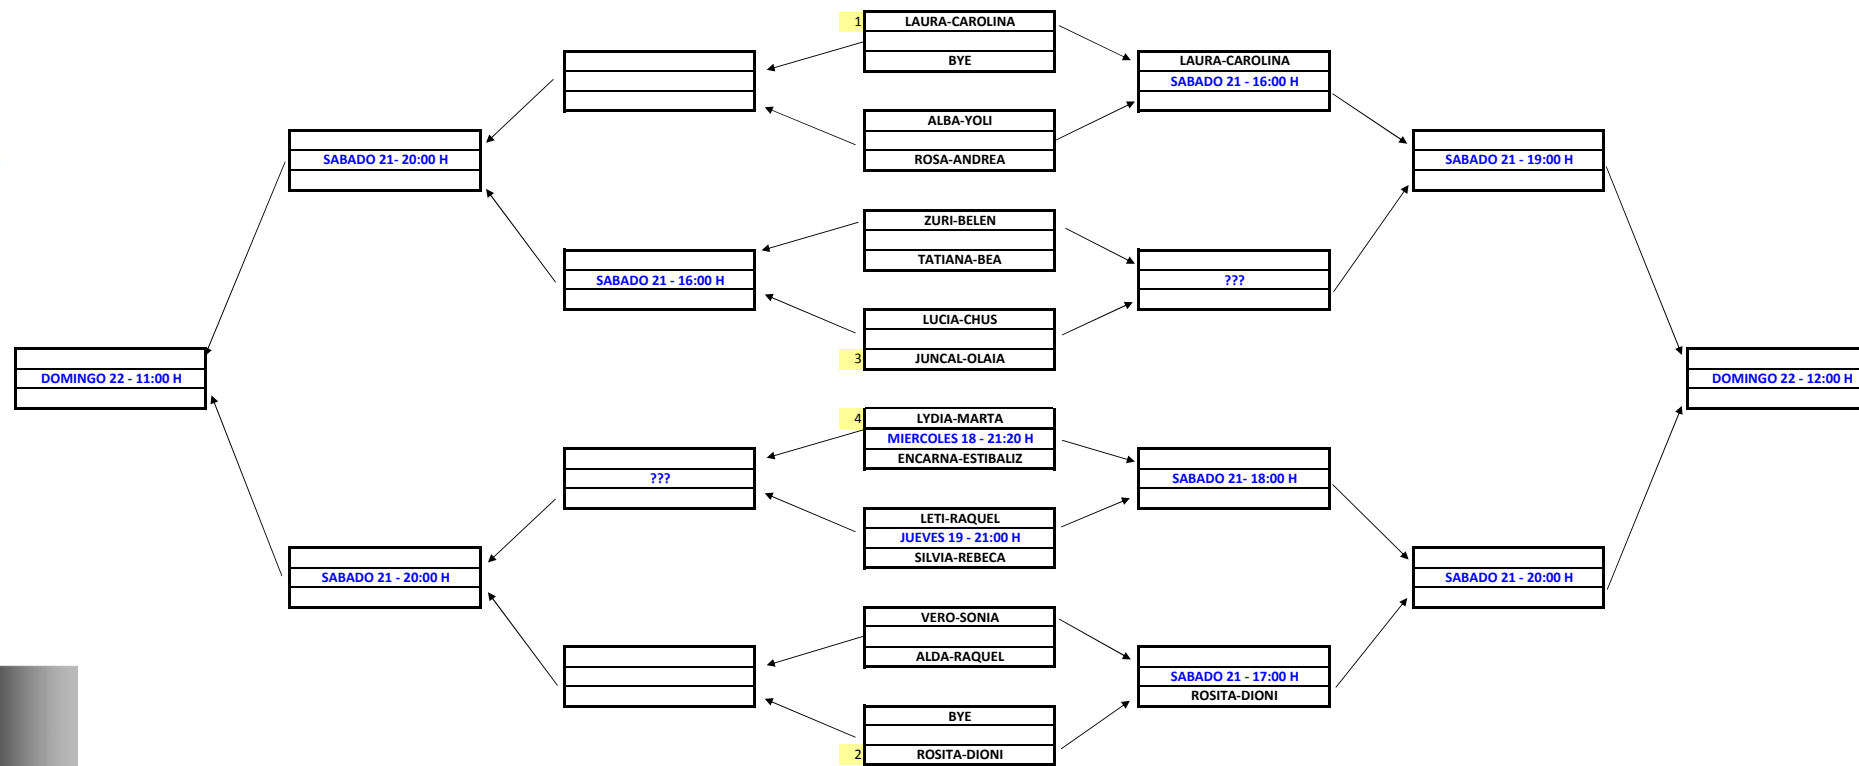 1
LAURA-CAROLINA
BYE
LAURA-CAROLINA
SABADO 21 - 16:00 H
ALBA-YOLI
ROSA-ANDREA
SABADO 21- 20:00 H
SABADO 21 - 19:00 H
ZURI-BELEN
TATIANA-BEA
SABADO 21 - 16:00 H
???
LUCIA-CHUS
3
JUNCAL-OLAIA
DOMINGO 22 - 11:00 H
DOMINGO 22 - 12:00 H
4
LYDIA-MARTA
MIERCOLES 18 - 21:20 H
ENCARNA-ESTIBALIZ
???
SABADO 21- 18:00 H
LETI-RAQUEL
JUEVES 19 - 21:00 H
SILVIA-REBECA
SABADO 21 - 20:00 H
SABADO 21 - 20:00 H
VERO-SONIA
ALDA-RAQUEL
SABADO 21 - 17:00 H
ROSITA-DIONI
BYE
2
ROSITA-DIONI